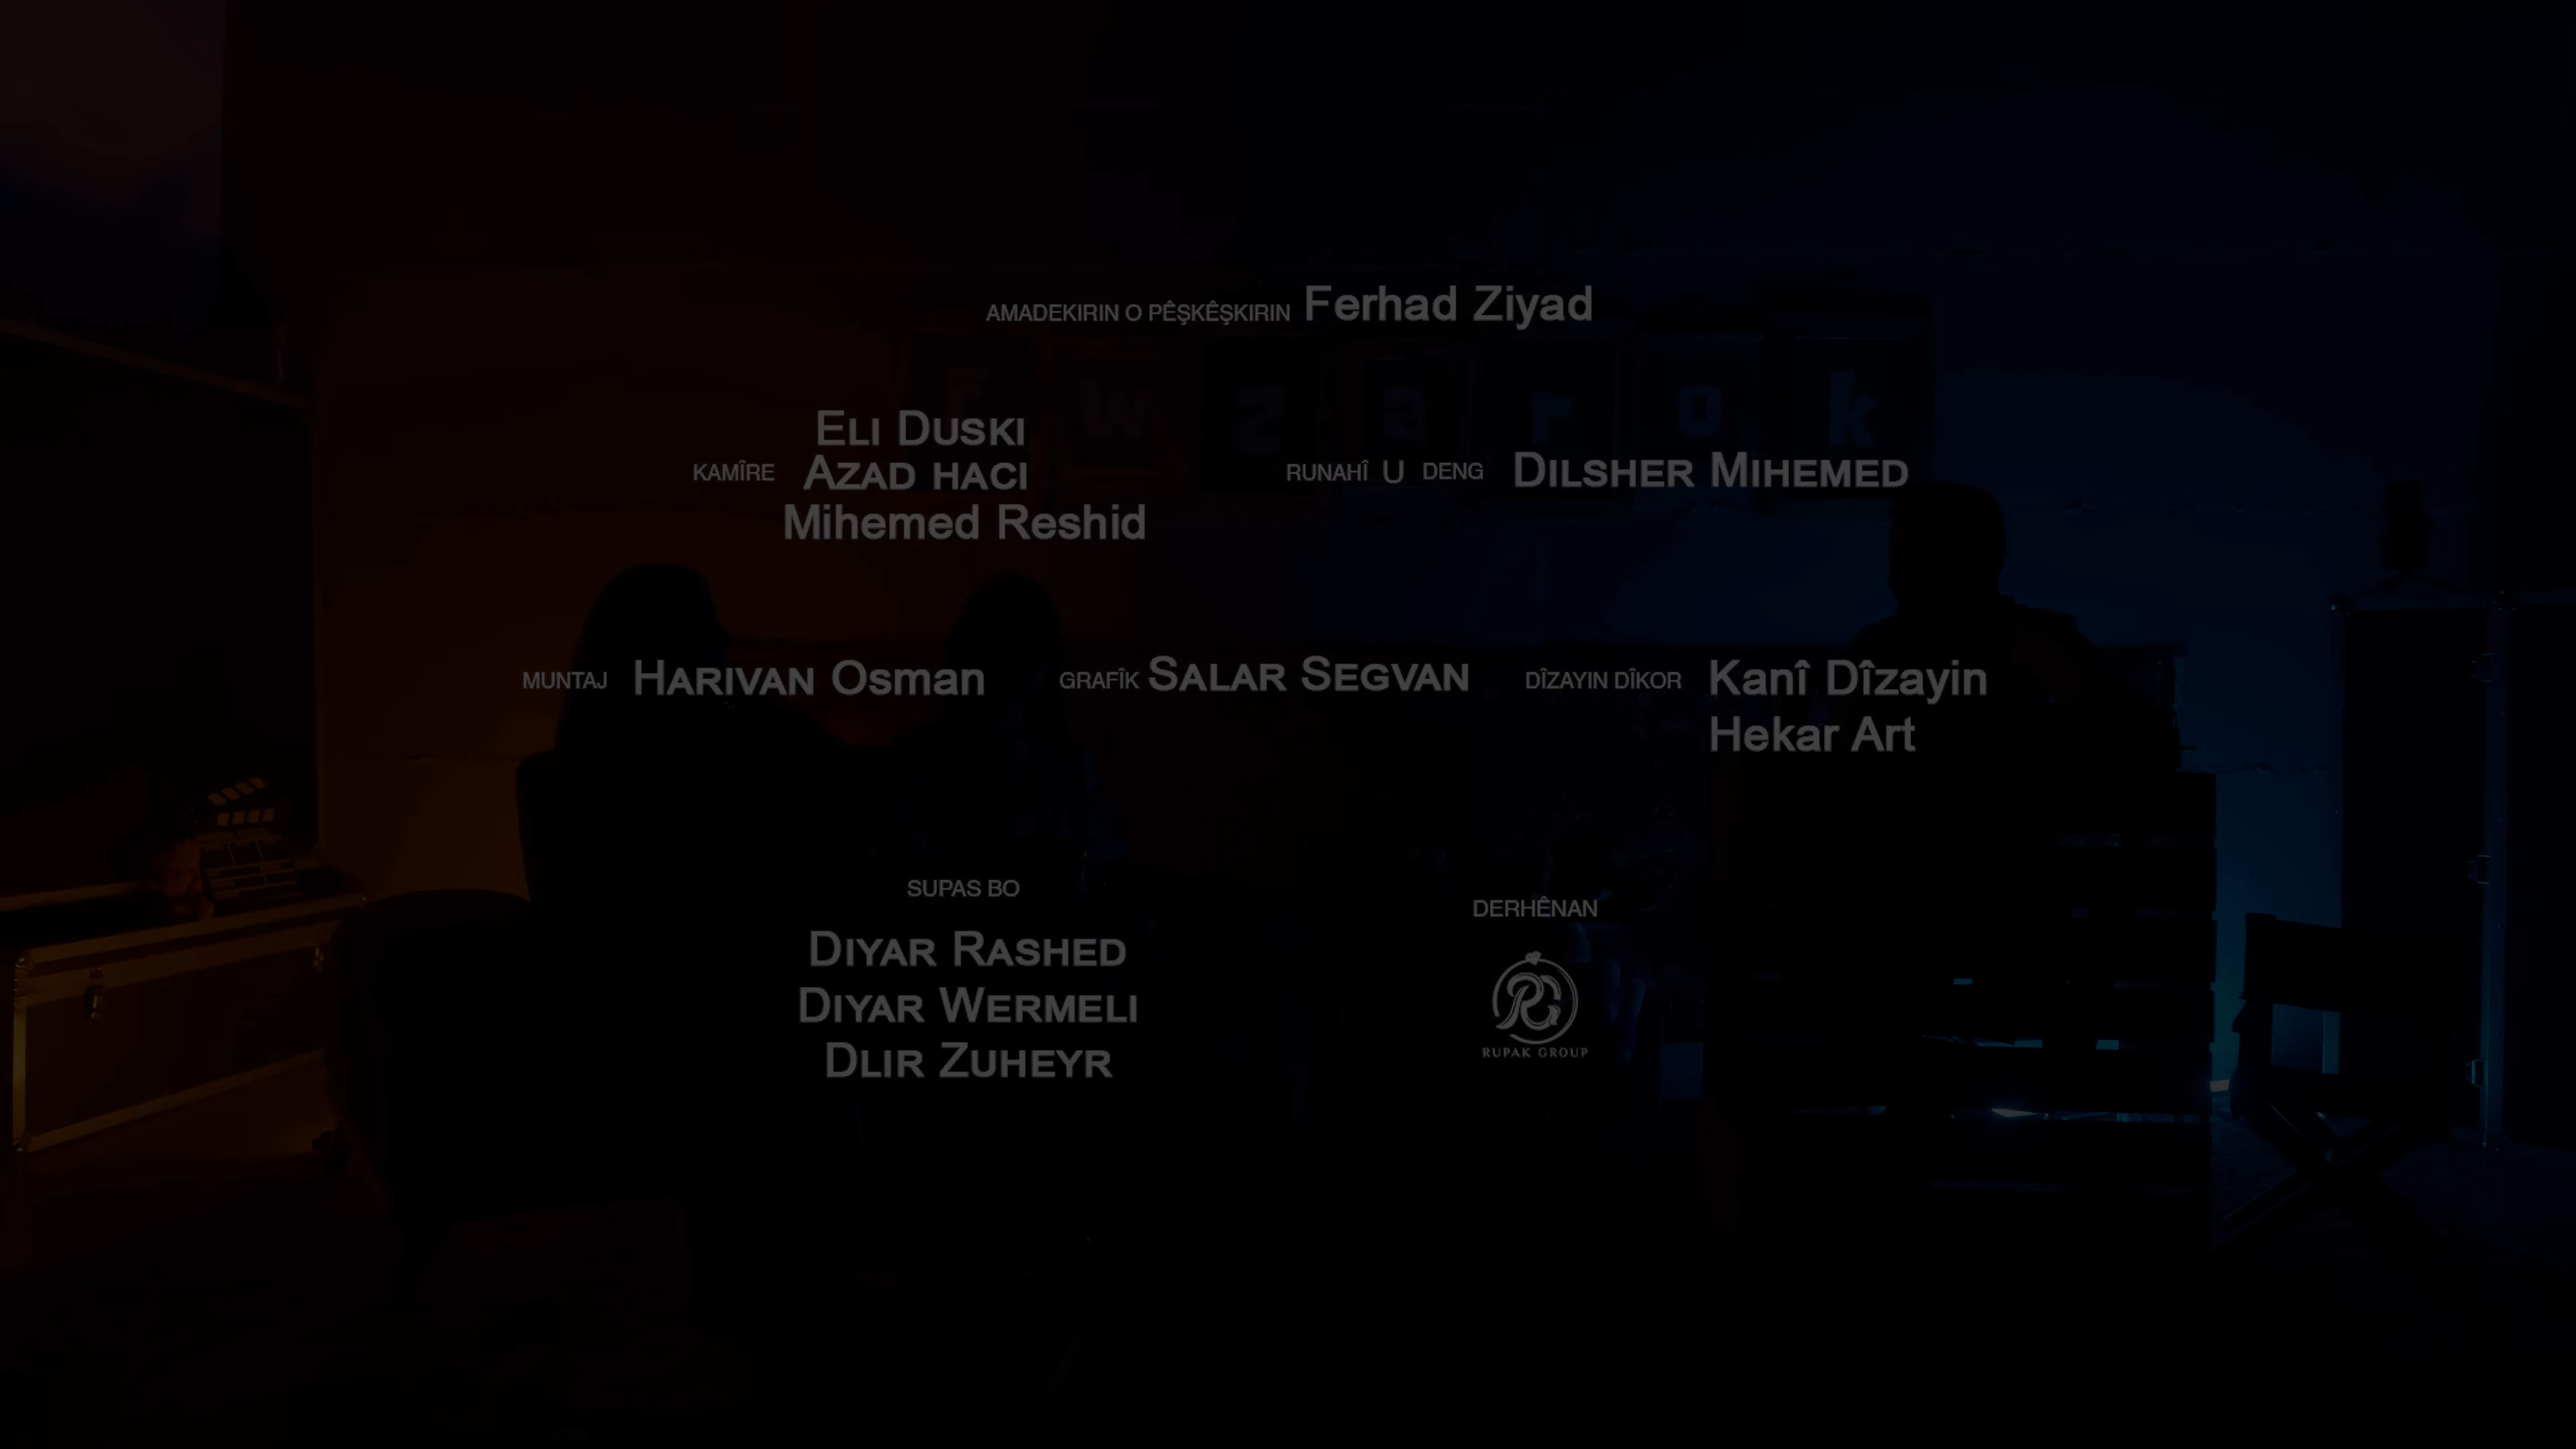 AMADEKIRIN O PÊŞKÊŞKIRIN Ferhad Ziyad
F w z a r o k
ELI DUSKI
KAMÎRE AZAD HACI
Mihemed Reshid
RUNAHÎ U DENG DILSHER MIHEMED
MUNTAJ HARIVAN Osman
GRAFÎK SALAR SEGVAN
DÎZAYIN DÎKOR Kanî Dîzayin
Hekar Art
SUPAS BO
DIYAR RASHED
DIYAR WERMELI
DLIR ZUHEYR
DERHÊNAN
RG
RUPAK GROUP